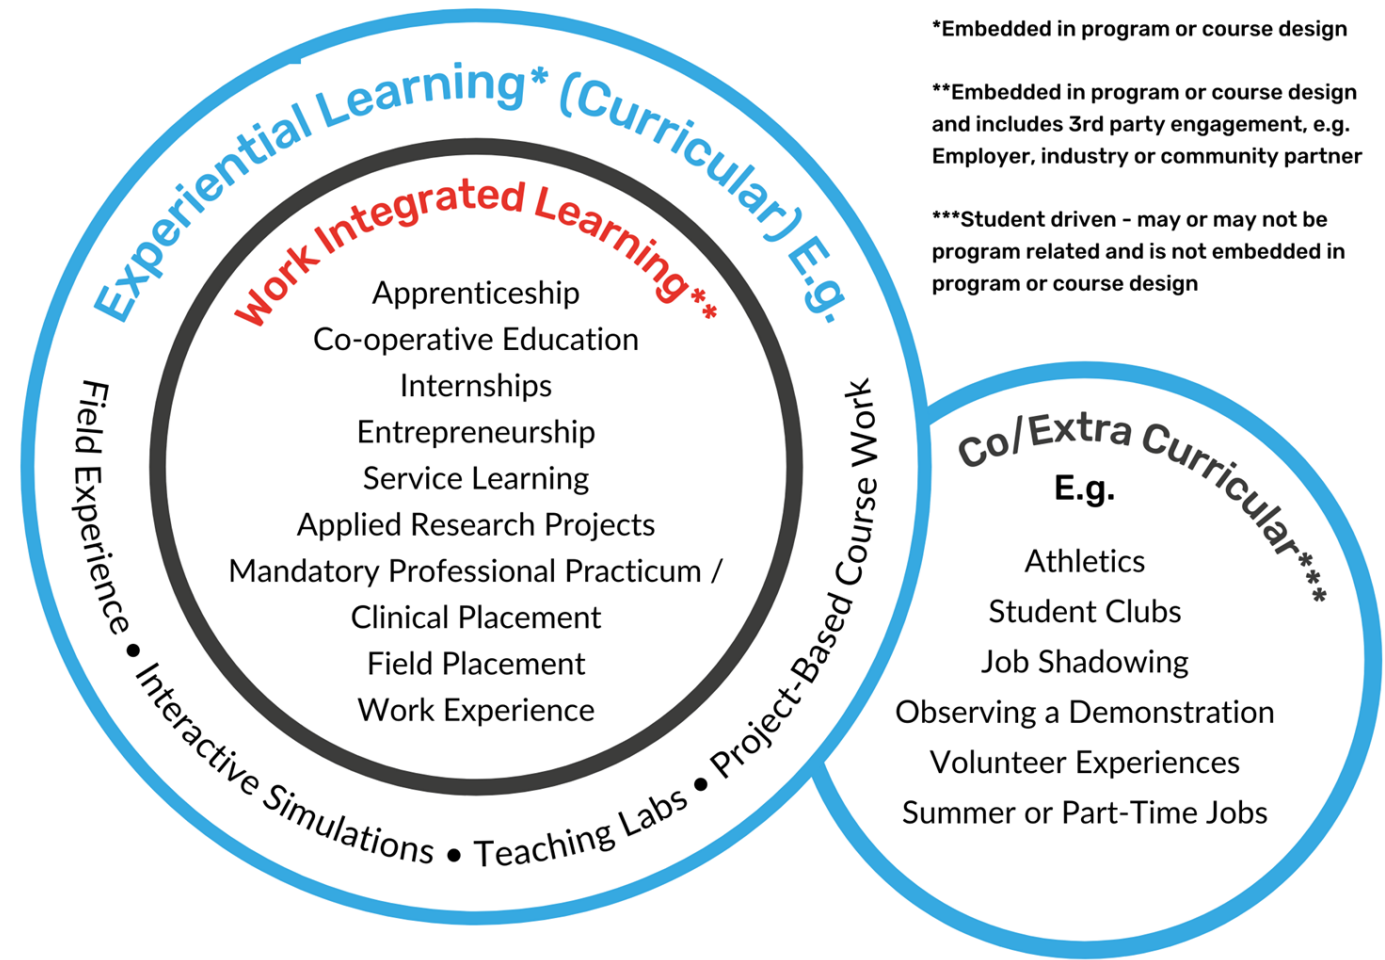 Experiential Learning* (Curricular) E.g.
Work Integrated Learning**
Apprenticeship
Co-operative Education
Internships
Entrepreneurship
Service Learning
Applied Research Projects
Mandatory Professional Practicum /
Clinical Placement
Field Placement
Work Experience
Field Experience • Interactive Simulations • Teaching Labs • Project-Based Course Work
*Embedded in program or course design
**Embedded in program or course design
and includes 3rd party engagement, e.g.
Employer, industry or community partner
***Student driven - may or may not be
program related and is not embedded in
program or course design
Co/Extra Curricular***
E.g.
Athletics
Student Clubs
Job Shadowing
Observing a Demonstration
Volunteer Experiences
Summer or Part-Time Jobs